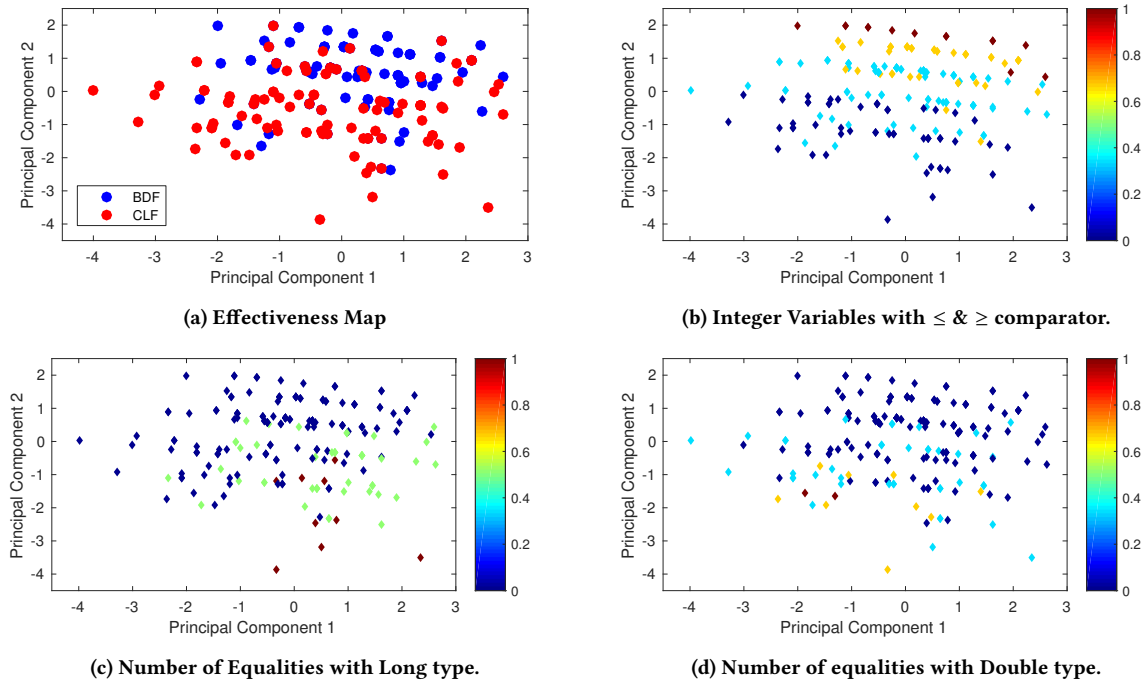 2
1
0
-1
-2
-3
-4
Principal Component 2
BDF
CLF
-4 -3 -2 -1 0 1 2 3
Principal Component 1
(a) Effectiveness Map
2
1
0
-1
-2
-3
-4
Principal Component 2
-4 -3 -2 -1 0 1 2 3
Principal Component 1
1
0.8
0.6
0.4
0.2
0
(b) Integer Variables with ≤ & ≥ comparator.
2
1
0
-1
-2
-3
-4
Principal Component 2
-4 -3 -2 -1 0 1 2 3
Principal Component 1
1
0.8
0.6
0.4
0.2
0
(c) Number of Equalities with Long type.
2
1
0
-1
-2
-3
-4
Principal Component 2
-4 -3 -2 -1 0 1 2 3
Principal Component 1
1
0.8
0.6
0.4
0.2
0
(d) Number of equalities with Double type.